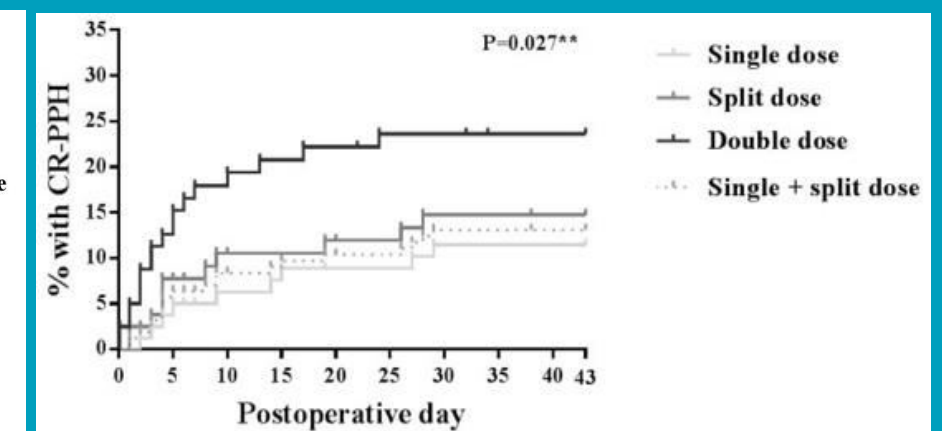 35
P=0.027**
30
25
20
15
10
5
0
% with CR-PPH
e
0 5 10 15 20 25 30 35 40 43
Postoperative day
Single dose
Split dose
Double dose
Single + split dose